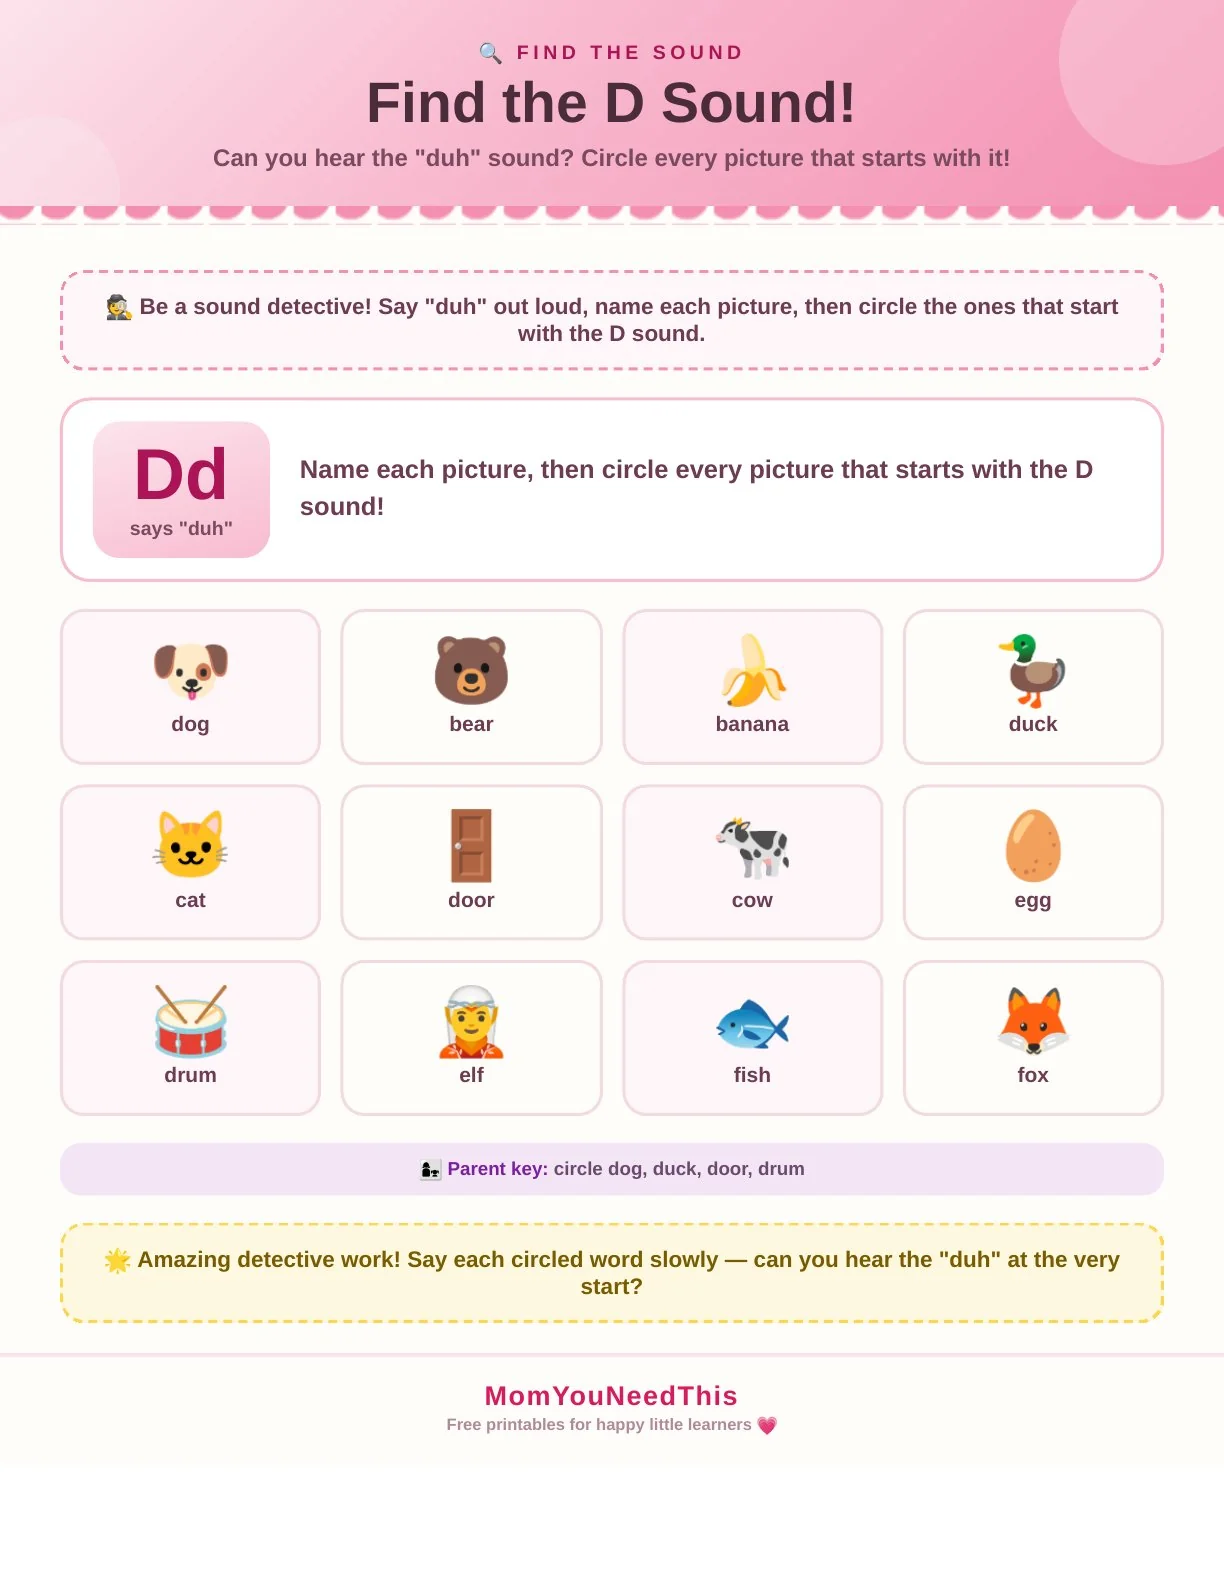 FIND THE SOUND
Find the D Sound!
Can you hear the "duh" sound? Circle every picture that starts with it!
Be a sound detective! Say "duh" out loud, name each picture, then circle the ones that start
with the D sound.
Dd
says "duh"
Name each picture, then circle every picture that starts with the D
sound!
dog
bear
banana
duck
cat
door
cow
egg
drum
elf
fish
fox
Parent key: circle dog, duck, door, drum
Amazing detective work! Say each circled word slowly — can you hear the "duh" at the very
start?
MomYouNeedThis
Free printables for happy little learners